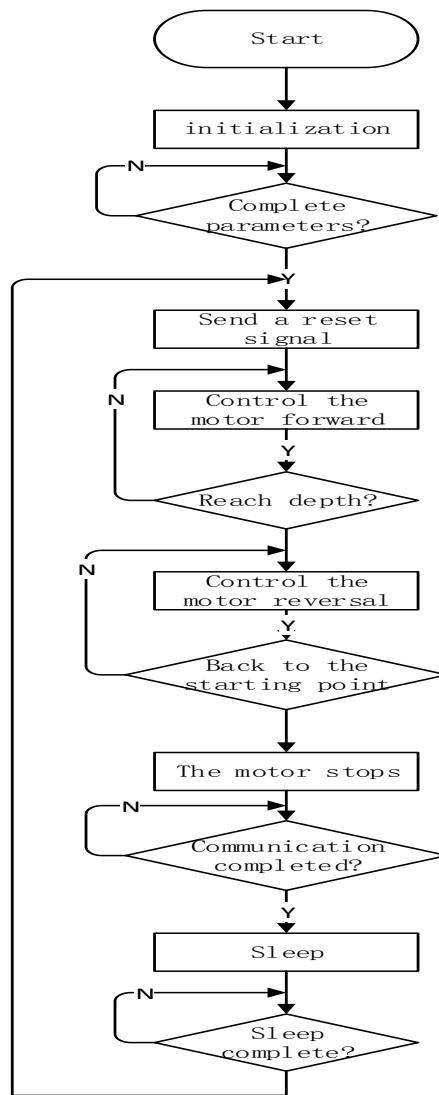 Start
initialization
N
Complete
parameters?
Y
Send a reset
signal
N
Control the
motor forward
Y
Reach depth?
N
Control the
motor reversal
Y
Back to the
starting point
The motor stops
N
Communication
completed?
Y
Sleep
N
Sleep
complete?